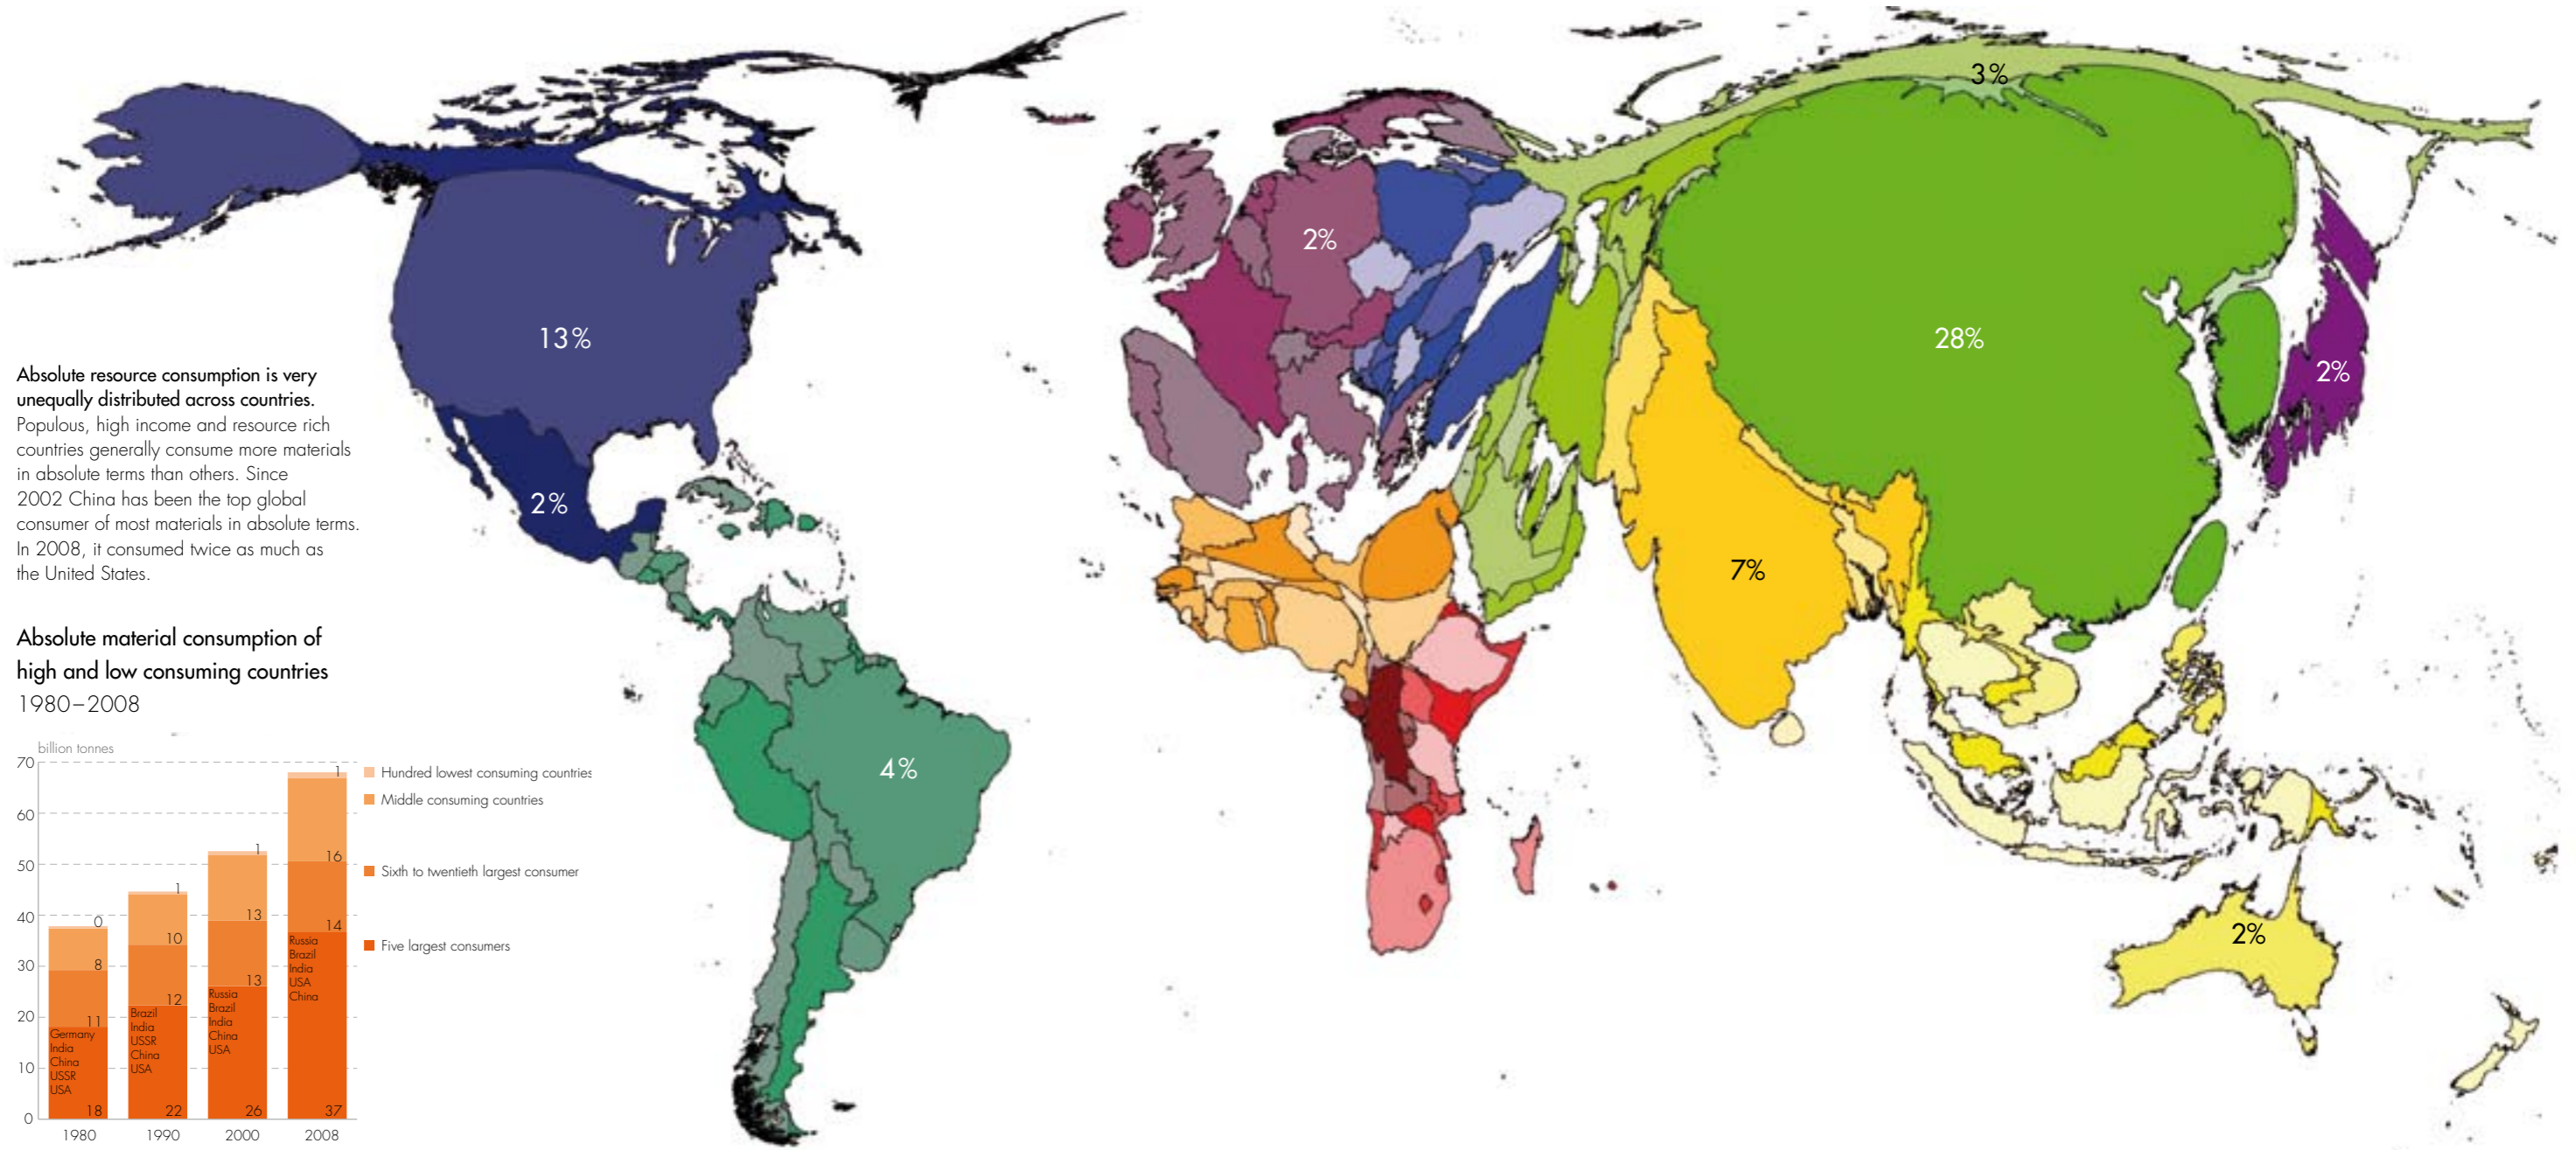 3%
2%
13%
28%
2%
Absolute resource consumption is very
unequally distributed across countries.
Populous, high income and resource rich
countries generally consume more materials
in absolute terms than others. Since
2002 China has been the top global
consumer of most materials in absolute terms.
In 2008, it consumed twice as much as
the United States.
2%
7%
4%
2%
Absolute material consumption of
high and low consuming countries
1980–2008
billion tonnes
70
60
50
40
30
20
10
0
0
8
11
Germany
India
China
USSR
USA
18
1
10
12
Brazil
India
USSR
China
USA
22
1
13
13
Russia
Brazil
India
China
USA
26
1
16
14
Russia
Brazil
India
USA
China
37
1980
1990
2000
2008
Hundred lowest consuming countries
Middle consuming countries
Sixth to twentieth largest consumer
Five largest consumers